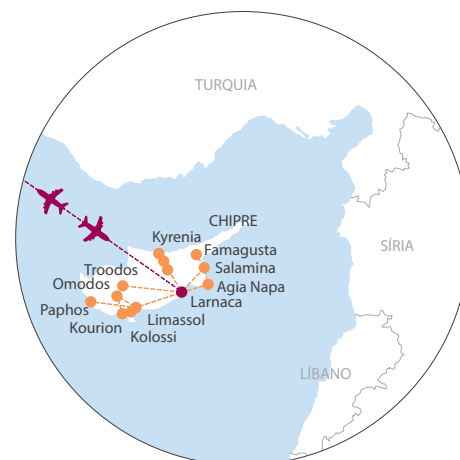 TURQUIA
CHIPRE
Kyrenia
Famagusta
SÍRIA
Troodos
Salamina
Omodos
Agia Napa
Larnaca
Paphos
Limassol
Kourion
Kolossi
LÍBANO